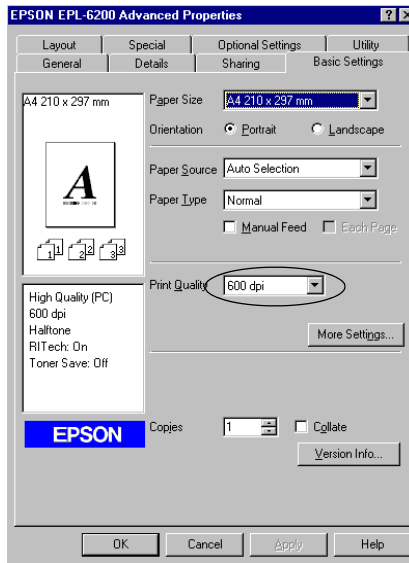 EPSON EPL-6200 Advanced Properties
Layout Special Optional Settings Utility
General Details Sharing Basic Settings
A4 210 x 297 mm
Paper Size A4 210 x 297 mm
Orientation Portrait Landscape
Paper Source Auto Selection
Paper Type Normal
Manual Feed Each Page
A
1 1 2 2 3 3
Print Quality 600 dpi
High Quality (PC)
600 dpi
Halftone
RITech: On
Toner Save: Off
More Settings...
EPSON
Copies 1 Collate
Version Info...
OK Cancel Apply Help